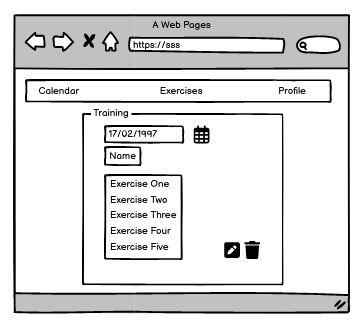 A Web Pages
https://sss
Calendar Exercises Profile
Training
17/02/1997
Name
Exercise One
Exercise Two
Exercise Three
Exercise Four
Exercise Five